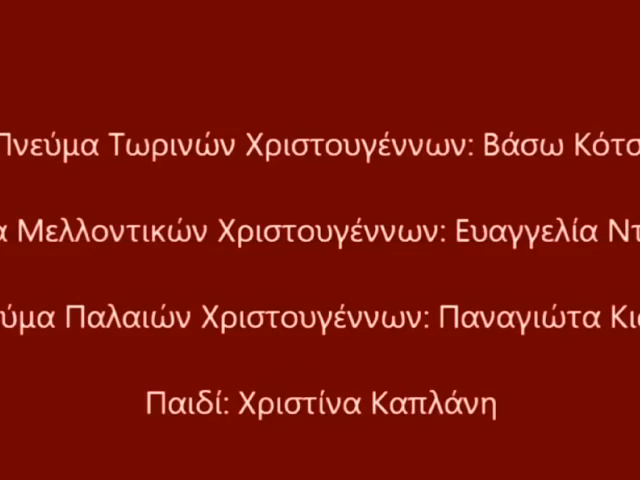 Πνεύμα Τωρινών Χριστουγέννων: Βάσω
Μελλοντικών Χριστουγέννων: Ευαγγελία
Παλαιών Χριστουγέννων: Παναγιώτα
Παιδί: Χριστίνα Καπλάνη